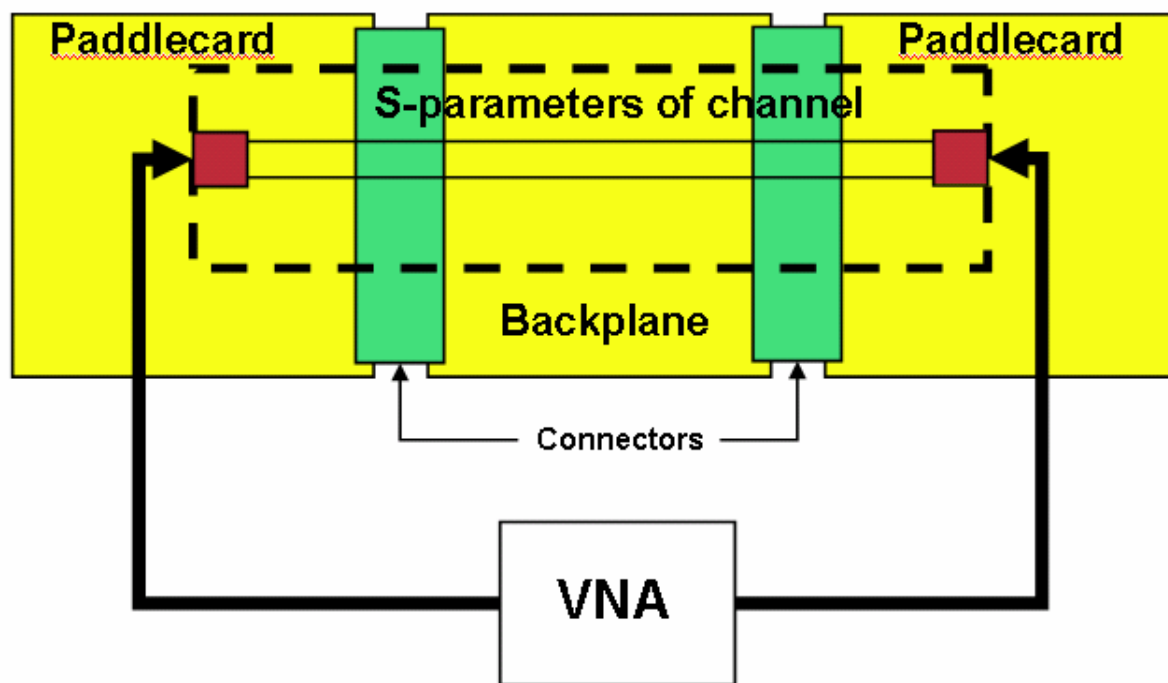 Paddlecard
Paddlecard
S-parameters of channel
Backplane
Connectors
VNA